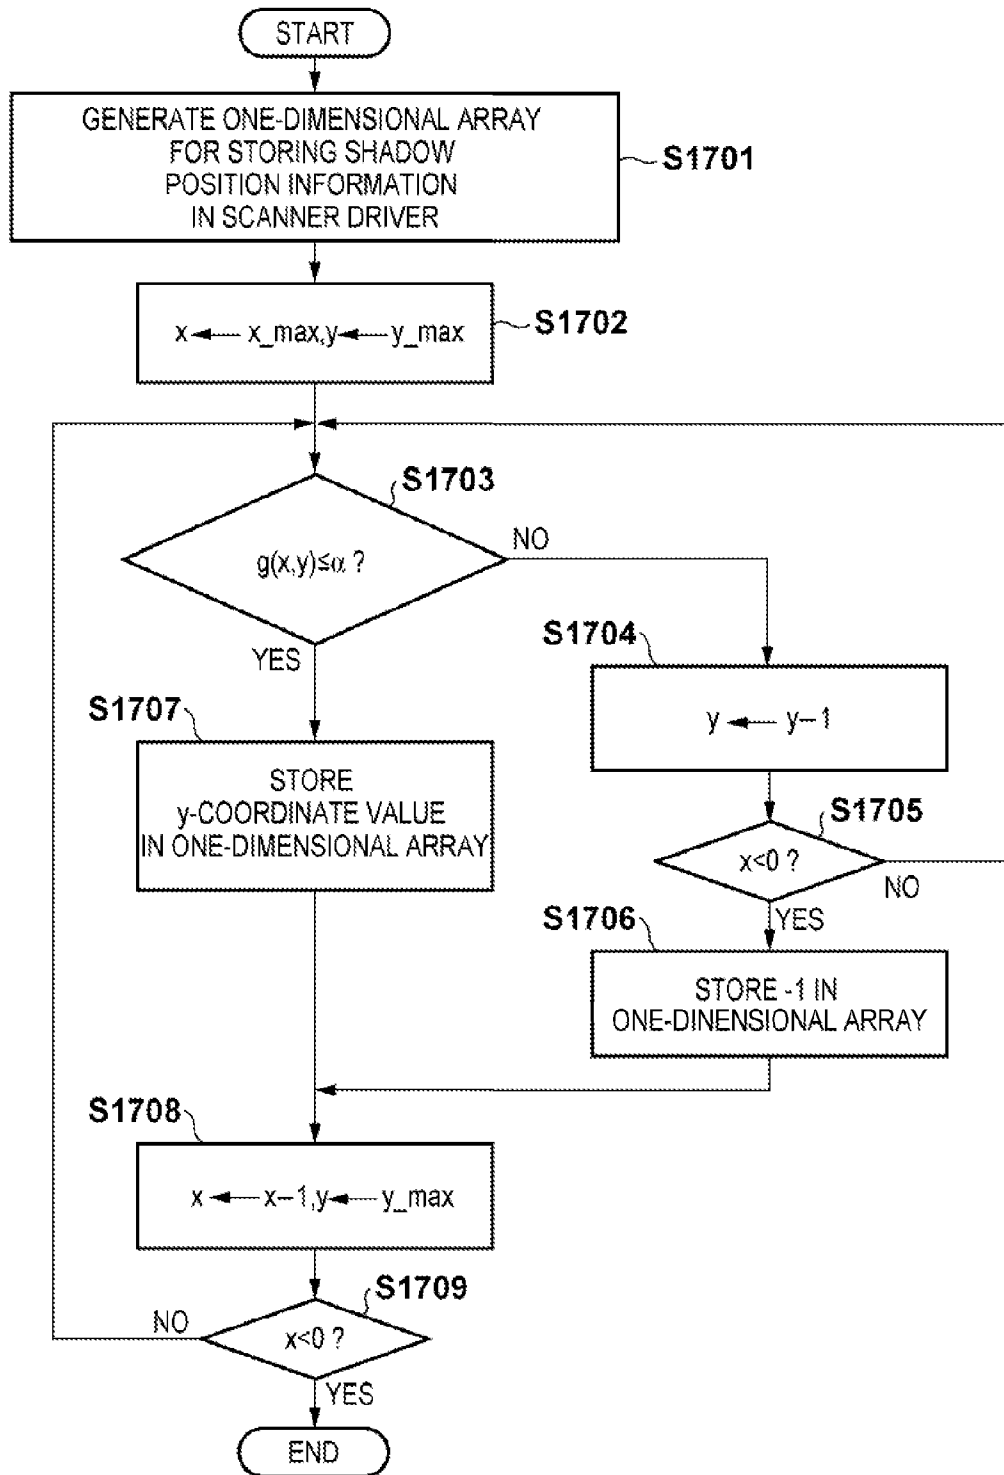 START
GENERATE ONE-DIMENSIONAL ARRAY
FOR STORING SHADOW
POSITION INFORMATION
IN SCANNER DRIVER
S1701
x ← x_max,y ← y_max
S1702
S1703
g(x,y)≤α ?
NO
YES
S1704
y ← y−1
S1707
STORE
y-COORDINATE VALUE
IN ONE-DIMENSIONAL ARRAY
S1705
x<0 ?
NO
YES
S1706
STORE -1 IN
ONE-DINENSIONAL ARRAY
S1708
x ← x−1,y ← y_max
S1709
x<0 ?
NO
YES
END